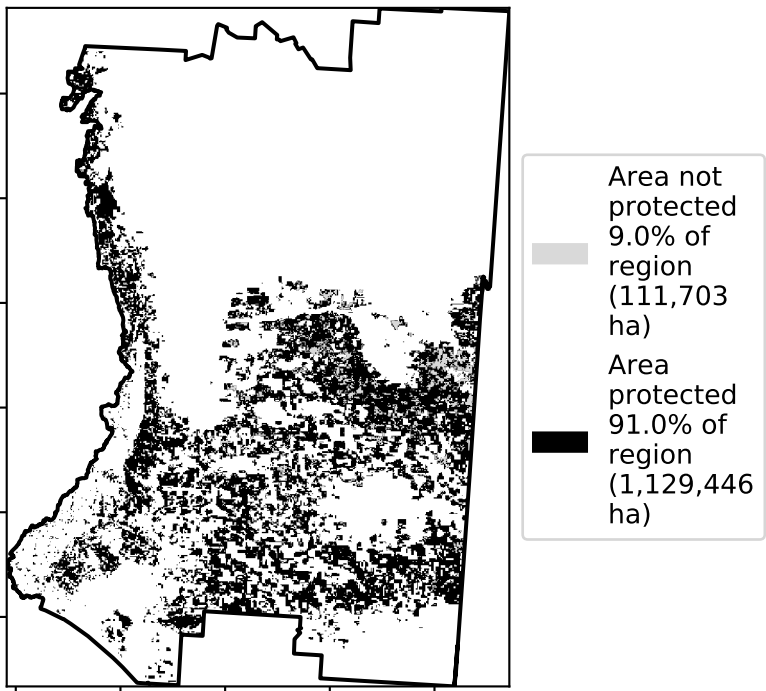 Area not
protected
9.0% of
region
(111,703
ha)
Area
protected
91.0% of
region
(1,129,446
ha)